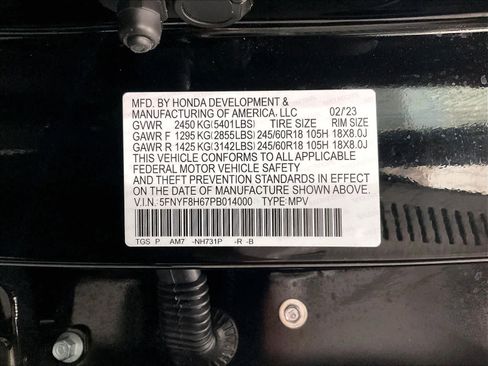 MFD. BY HONDA DEVELOPMENT &
MANUFACTURING OF AMERICA, LLC 02/'23
GVWR 2450 KG(5401LBS) TIRE SIZE RIM SIZE
GAWR F 1295 KG(2855LBS) 245/60R18 105H 18X8.0J
GAWR R 1425 KG(3142LBS) 245/60R18 105H 18X8.0J
THIS VEHICLE CONFORMS TO ALL APPLICABLE
FEDERAL MOTOR VEHICLE SAFETY
AND THEFT PREVENTION STANDARDS IN EFFECT
ON THE DATE OF MANUFACTURE SHOWN ABOVE.
V.I.N.: 5FNYF8H67PB014000 TYPE: MPV
TGS P AM7 -NH731P -R -B